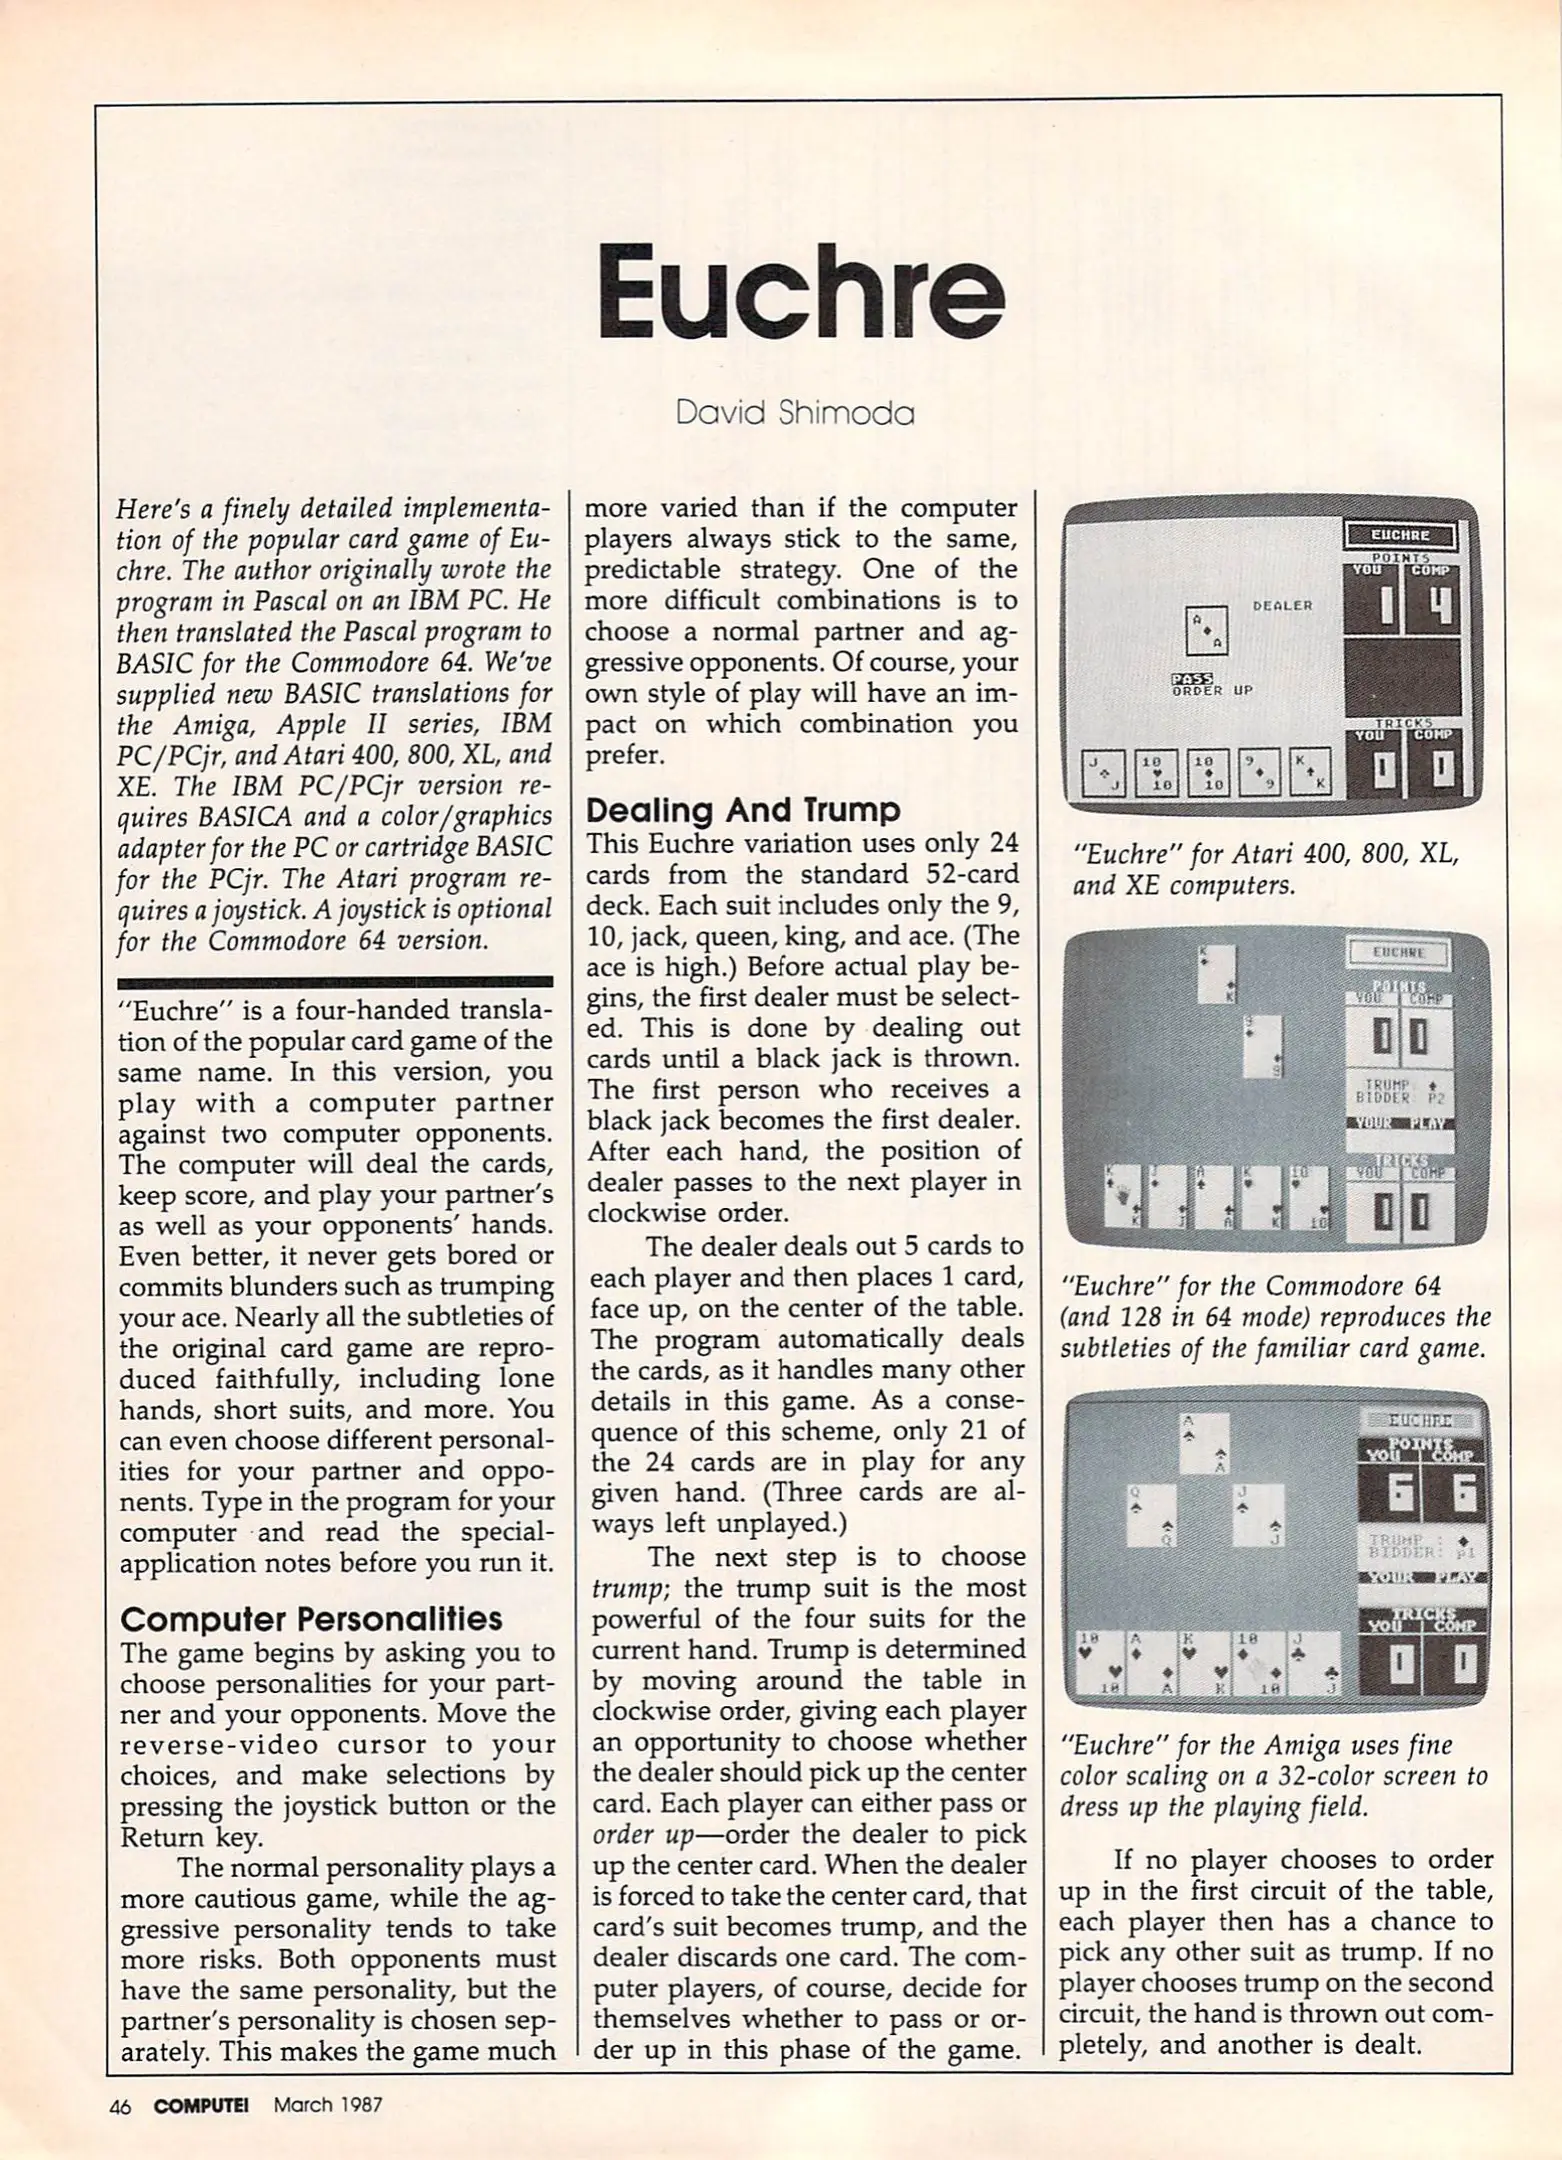 Euchre
David Shimoda
Here's a finely detailed implementa-
tion of the popular card game of Eu-
chre. The author originally wrote the
program in Pascal on an IBM PC. He
then translated the Pascal program to
BASIC for the Commodore 64. We've
supplied new BASIC translations for
the Amiga, Apple II series, IBM
PC/PCjr, and Atari 400, 800, XL, and
XE. The IBM PC/PCjr version re-
quires BASICA and a color/graphics
adapter for the PC or cartridge BASIC
for the PCjr. The Atari program re-
quires a joystick. A joystick is optional
for the Commodore 64 version.
"Euchre" is a four-handed transla-
tion of the popular card game of the
same name. In this version, you
play with a computer partner
against two computer opponents.
The computer will deal the cards,
keep score, and play your partner's
as well as your opponents' hands.
Even better, it never gets bored or
commits blunders such as trumping
your ace. Nearly all the subtleties of
the original card game are repro-
duced faithfully, including lone
hands, short suits, and more. You
can even choose different personal-
ities for your partner and oppo-
nents. Type in the program for your
computer and read the special-
application notes before you run it.
Computer Personalities
The game begins by asking you to
choose personalities for your part-
ner and your opponents. Move the
reverse-video cursor to your
choices, and make selections by
pressing the joystick button or the
Return key.
The normal personality plays a
more cautious game, while the ag-
gressive personality tends to take
more risks. Both opponents must
have the same personality, but the
partner's personality is chosen sep-
arately. This makes the game much
more varied than if the computer
players always stick to the same,
predictable strategy. One of the
more difficult combinations is to
choose a normal partner and ag-
gressive opponents. Of course, your
own style of play will have an im-
pact on which combination you
prefer.
Dealing And Trump
This Euchre variation uses only 24
cards from the standard 52-card
deck. Each suit includes only the 9,
10, jack, queen, king, and ace. (The
ace is high.) Before actual play be-
gins, the first dealer must be select-
ed. This is done by dealing out
cards until a black jack is thrown.
The first person who receives a
black jack becomes the first dealer.
After each hand, the position of
dealer passes to the next player in
clockwise order.
The dealer deals out 5 cards to
each player and then places 1 card,
face up, on the center of the table.
The program automatically deals
the cards, as it handles many other
details in this game. As a conse-
quence of this scheme, only 21 of
the 24 cards are in play for any
given hand. (Three cards are al-
ways left unplayed.)
The next step is to choose
trump; the trump suit is the most
powerful of the four suits for the
current hand. Trump is determined
by moving around the table in
clockwise order, giving each player
an opportunity to choose whether
the dealer should pick up the center
card. Each player can either pass or
order up—order the dealer to pick
up the center card. When the dealer
is forced to take the center card, that
card's suit becomes trump, and the
dealer discards one card. The com-
puter players, of course, decide for
themselves whether to pass or or-
der up in this phase of the game.
EUCHRE
POINTS
YOU COMP
1 4
DEALER
A
A
PASS
ORDER UP
TRICKS
YOU COMP
1 1
J 10 10 9 K
J 10 10 9 K
"Euchre" for Atari 400, 800, XL,
and XE computers.
EUCHRE
POINTS
YOU COMP
0 0
K
K
9
9
TRUMP ♠
BIDDER: P2
YOUR PLAY
TRICKS
YOU COMP
0 0
K J A K 10
K J A K 10
"Euchre" for the Commodore 64
(and 128 in 64 mode) reproduces the
subtleties of the familiar card game.
EUCHRE
POINTS
YOU COMP
6 6
A
A
Q J
Q J
TRUMP : ♦
BIDDER: p1
YOUR PLAY
TRICKS
YOU COMP
1 1
10 A K 10 J
10 A K 10 J
"Euchre" for the Amiga uses fine
color scaling on a 32-color screen to
dress up the playing field.
If no player chooses to order
up in the first circuit of the table,
each player then has a chance to
pick any other suit as trump. If no
player chooses trump on the second
circuit, the hand is thrown out com-
pletely, and another is dealt.
46 COMPUTE! March 1987